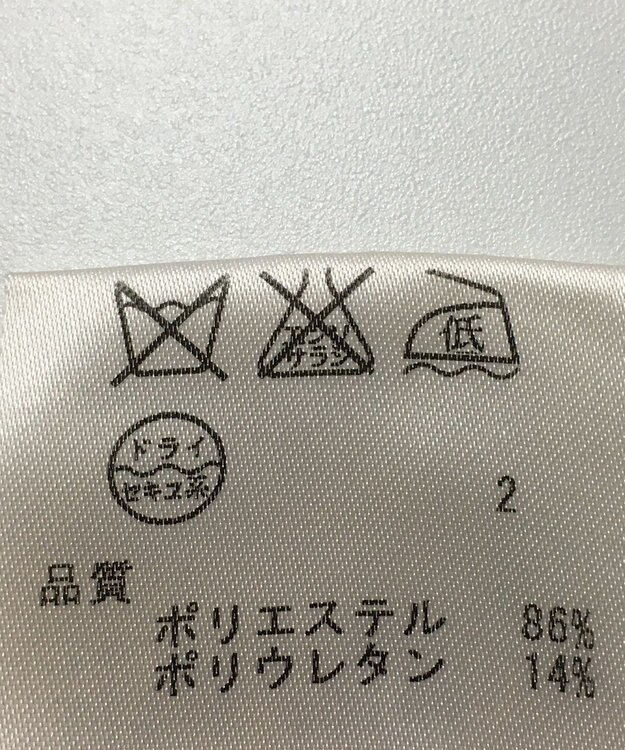 エンソ
サラシ
低
ドライ
セキユ系
2
品質
ポリエステル 86%
ポリウレタン 14%